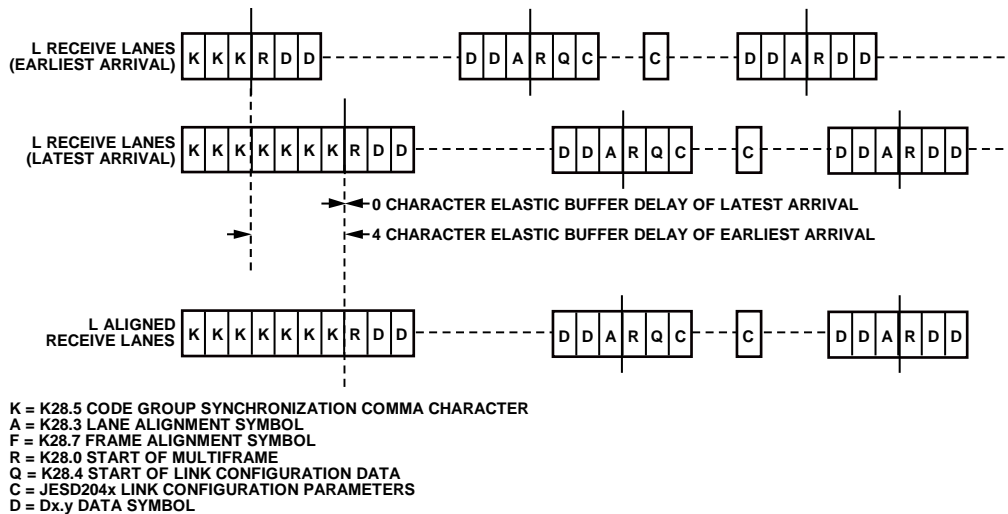 L RECEIVE LANES
(EARLIEST ARRIVAL)
K K K R D D
D D A R Q C
C
D D A R D D
L RECEIVE LANES
(LATEST ARRIVAL)
K K K K K K K R D D
D D A R Q C
C
D D A R D D
0 CHARACTER ELASTIC BUFFER DELAY OF LATEST ARRIVAL
4 CHARACTER ELASTIC BUFFER DELAY OF EARLIEST ARRIVAL
L ALIGNED
RECEIVE LANES
K K K K K K K R D D
D D A R Q C
C
D D A R D D
K = K28.5 CODE GROUP SYNCHRONIZATION COMMA CHARACTER
A = K28.3 LANE ALIGNMENT SYMBOL
F = K28.7 FRAME ALIGNMENT SYMBOL
R = K28.0 START OF MULTIFRAME
Q = K28.4 START OF LINK CONFIGURATION DATA
C = JESD204x LINK CONFIGURATION PARAMETERS
D = Dx.y DATA SYMBOL